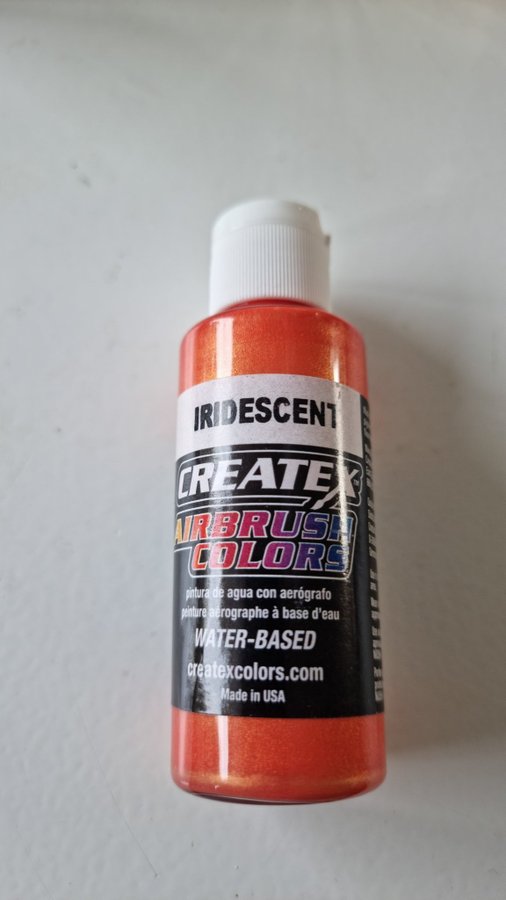 IRIDESCENT
CREATEX
AIRBRUSH
COLORS
pintura de agua con aerógrafo
peinture aérographe à base d'eau
WATER-BASED
createxcolors.com
Made in USA